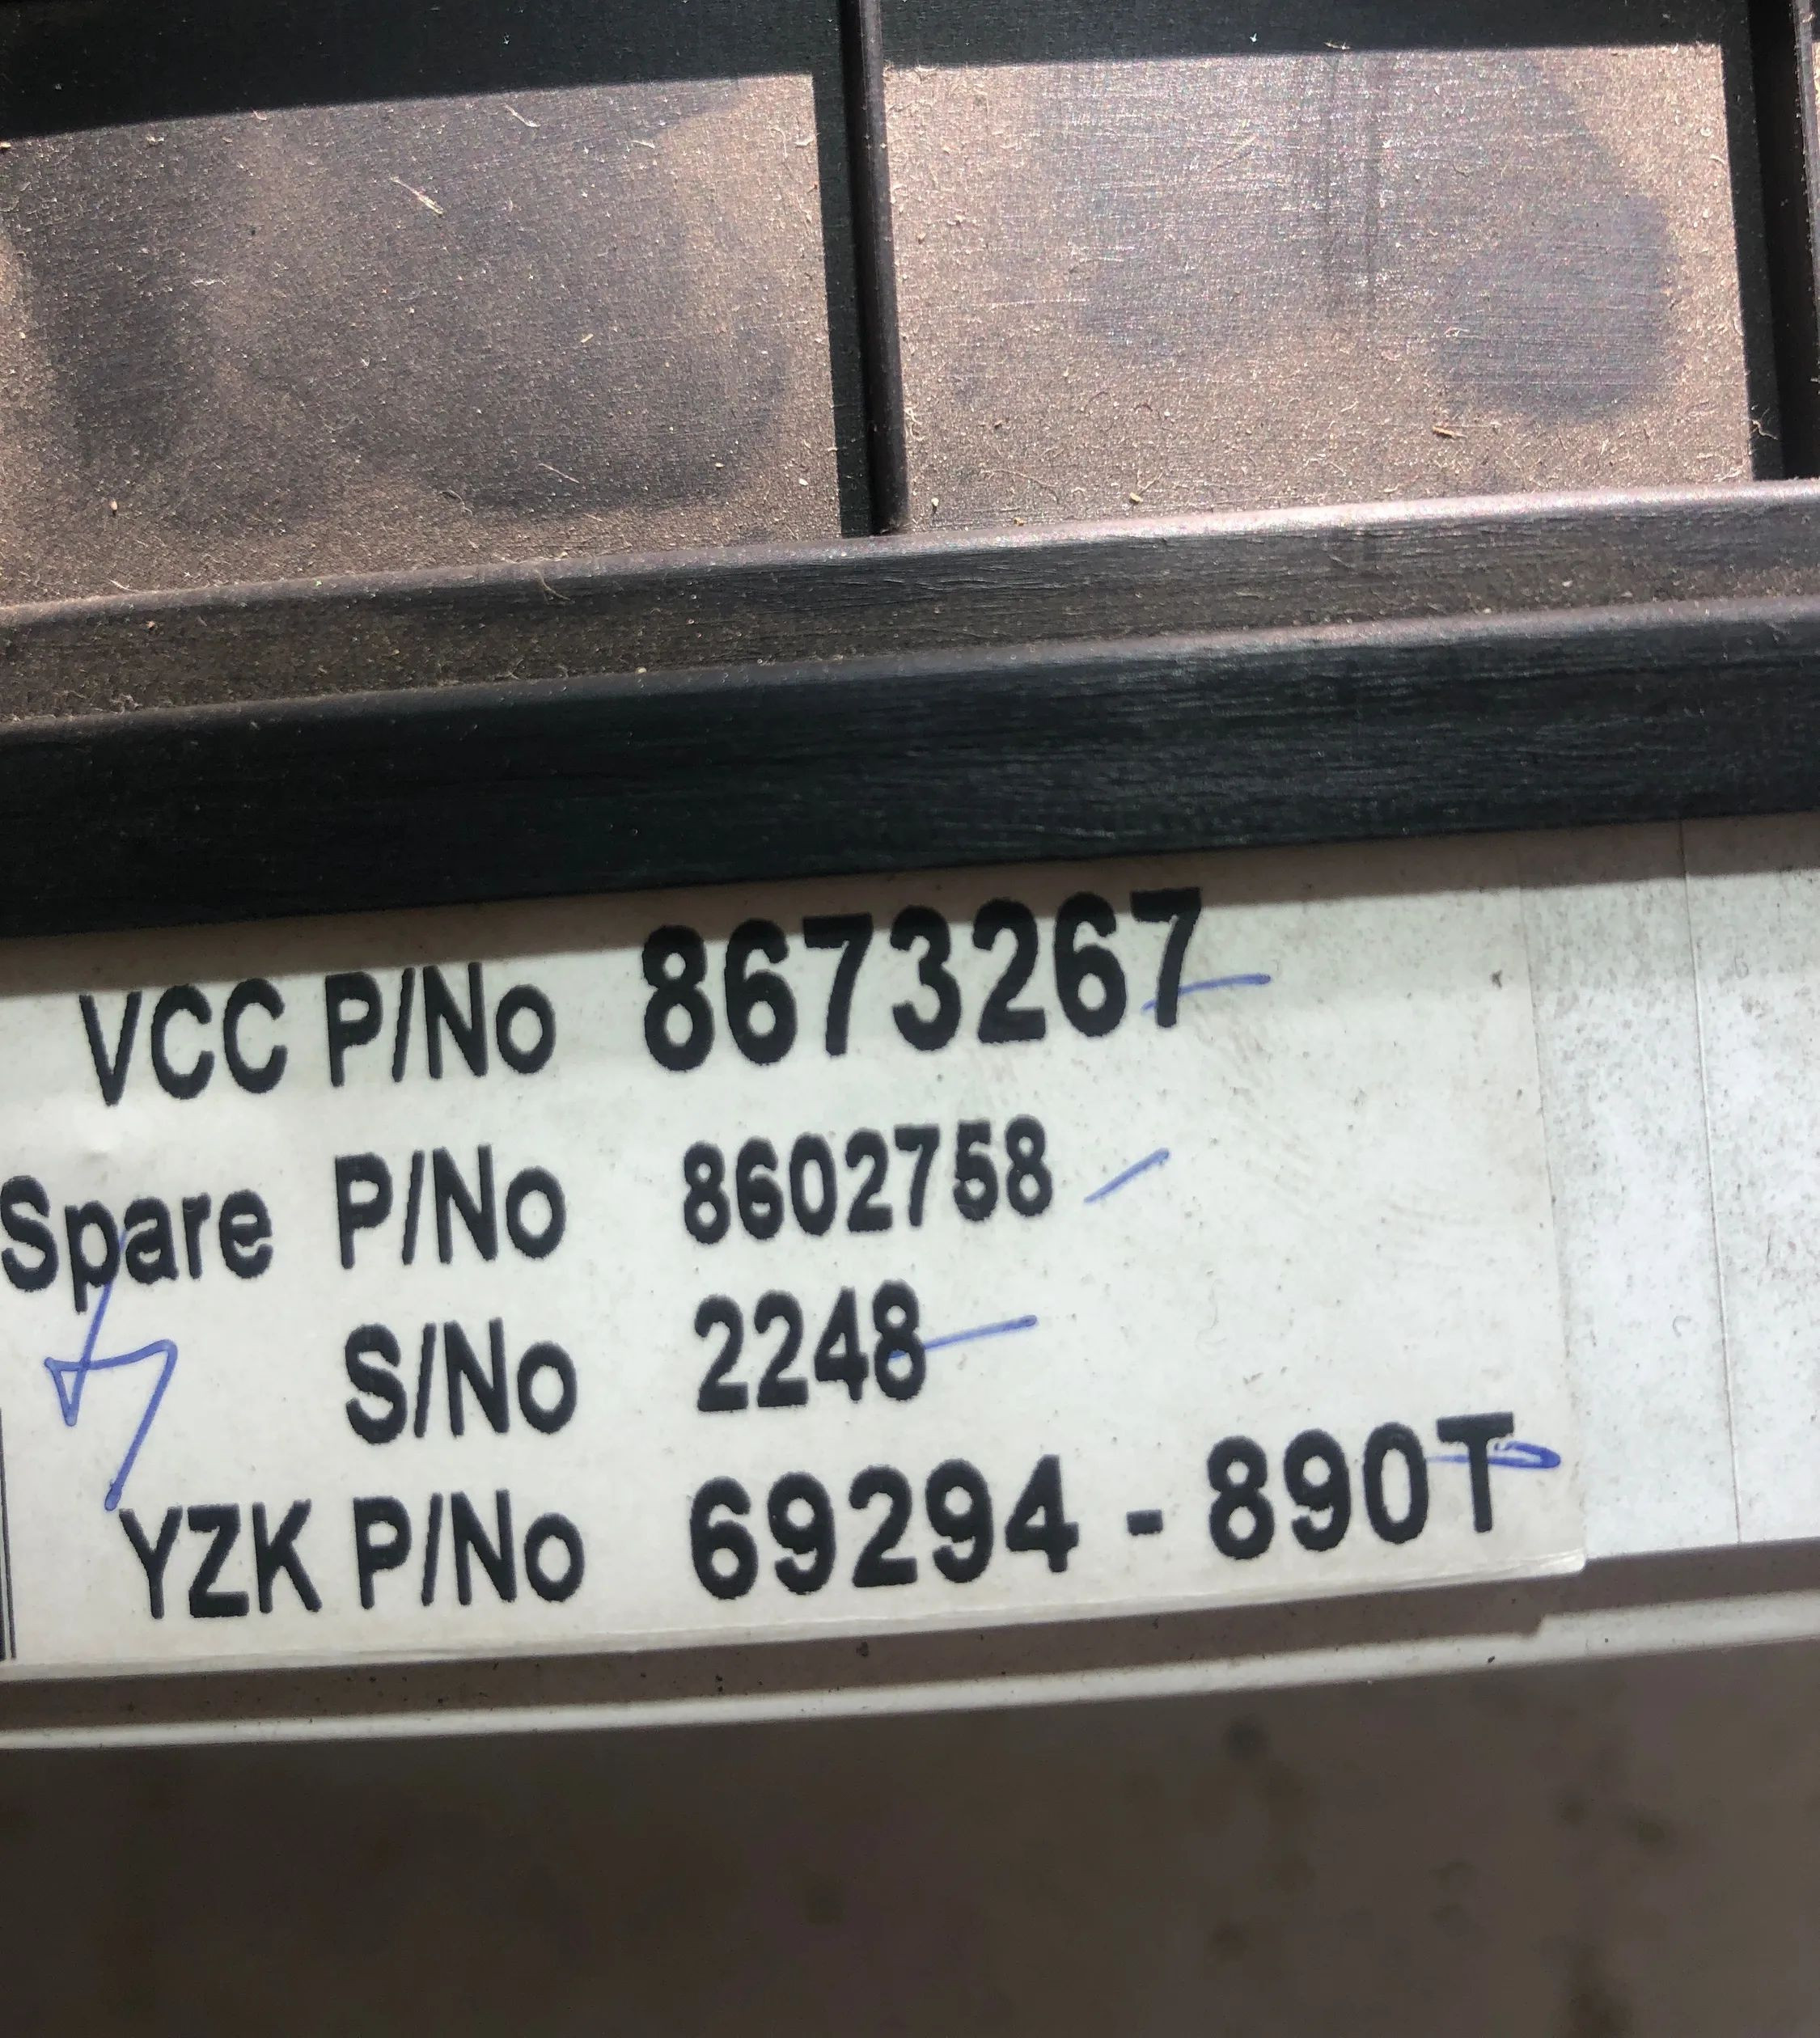 VCC P/No 8673267
Spare P/No 8602758
S/No 2248
YZK P/No 69294-890T